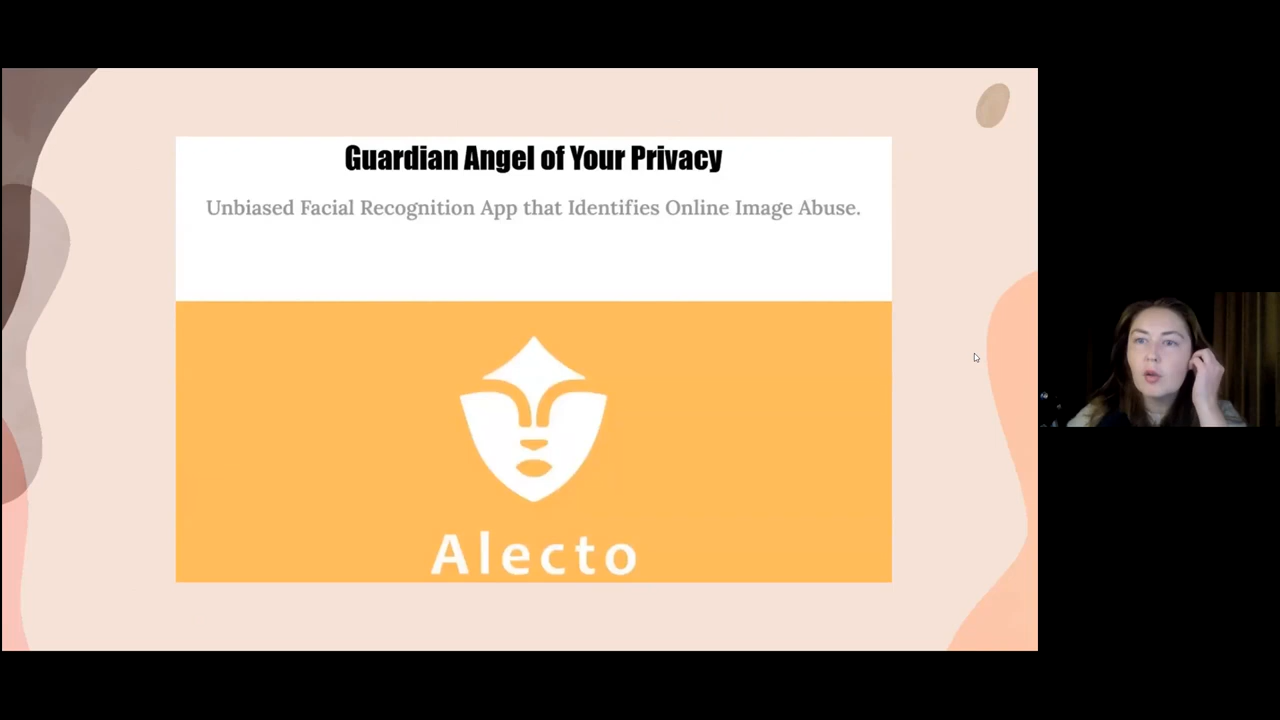 Guardian Angel of Your Privacy
Unbiased Facial Recognition App that Identifies Online Image Abuse.
Alecto